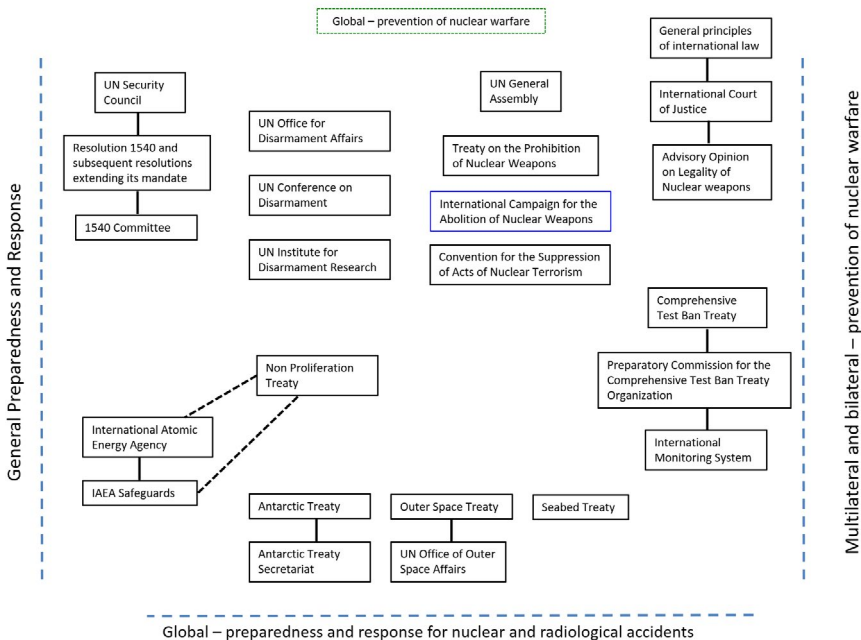 Global – prevention of nuclear warfare
General principles
of international law
UN Security
Council
UN General
Assembly
International Court
of Justice
UN Office for
Disarmament Affairs
Resolution 1540 and
subsequent resolutions
extending its mandate
Treaty on the Prohibition
of Nuclear Weapons
Advisory Opinion
on Legality of
Nuclear weapons
UN Conference on
Disarmament
International Campaign for the
Abolition of Nuclear Weapons
1540 Committee
UN Institute for
Disarmament Research
Convention for the Suppression
of Acts of Nuclear Terrorism
General Preparedness and Response
Multilateral and bilateral – prevention of nuclear warfare
Comprehensive
Test Ban Treaty
Non Proliferation
Treaty
Preparatory Commission for the
Comprehensive Test Ban Treaty
Organization
International Atomic
Energy Agency
International
Monitoring System
IAEA Safeguards
Antarctic Treaty
Outer Space Treaty
Seabed Treaty
Antarctic Treaty
Secretariat
UN Office of Outer
Space Affairs
Global – preparedness and response for nuclear and radiological accidents